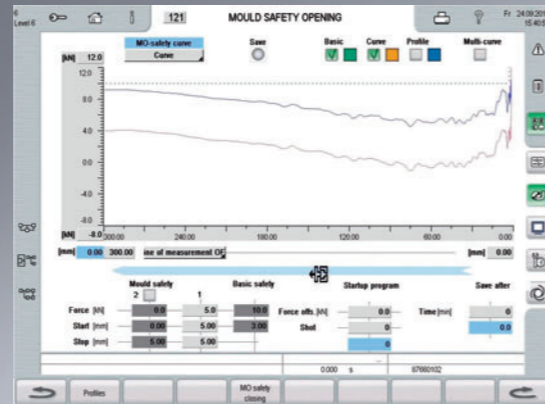 6
Level 6
121
MOULD SAFETY OPENING
Fr 24.08.20
15:40:5
[kN] 12.0
MO-safety curve
Curve
Save
Basic
Curve
Profile
Multi-curve
12.0
8.0
4.0
0.0
-4.0
-8.0
[kN] -8.0
300.00 240.00 180.00 120.00 60.00 0.00
[mm] 0.00 300.00 ine of measurement OF [mm] 0.00
Mould safety
2 1
Basic safety
Startup program
Save after
Force [kN] 0.0 5.0 10.0
Force offs. [kN] 0.0
Time [min] 0
Start [mm] 0.00 5.00 3.00
Shot 0
0.0
Stop [mm] 5.00 5.00
0
0.000 s 87660102
Profiles
MO safety
closing